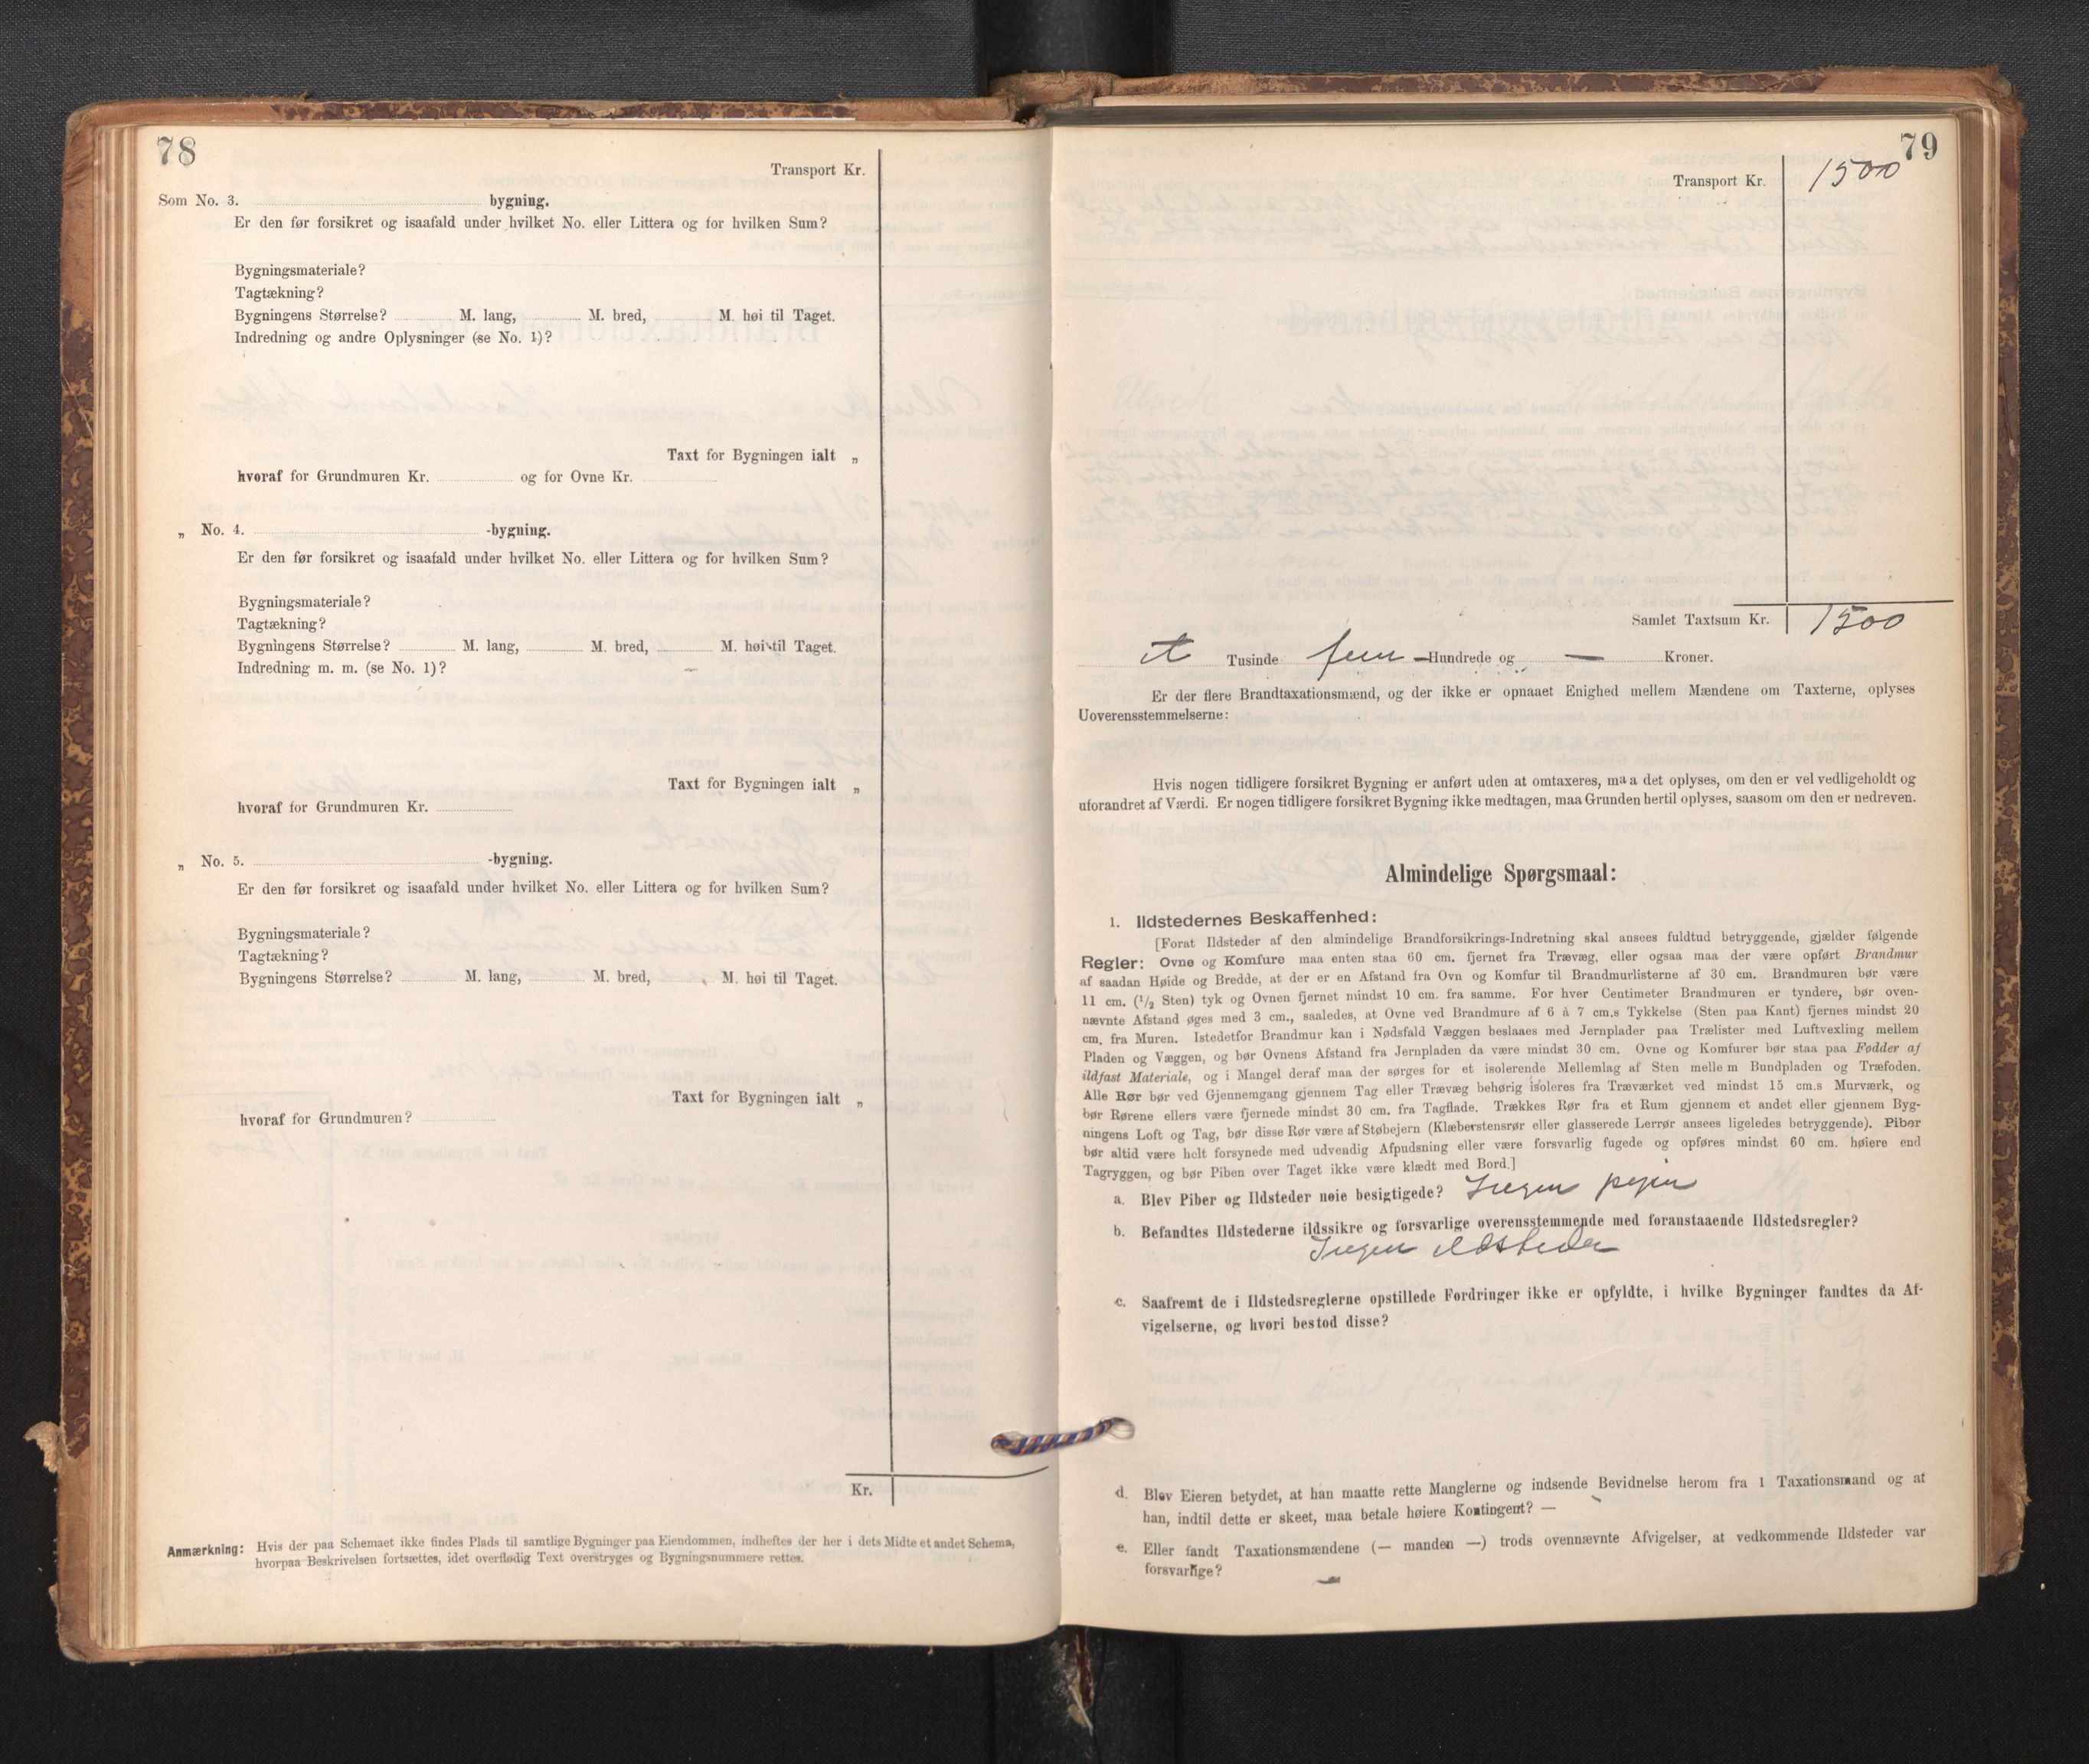 78
Transport Kr.
Som No. 3. bygning.
Er den før forsikret og isaafald under hvilket No. eller Littera og for hvilken Sum?
Bygningsmateriale?
Tagtækning?
Bygningens Størrelse? M. lang, M. bred, M. høi til Taget.
Indredning og andre Oplysninger (se No. 1)?
Taxt for Bygningen ialt „
hvoraf for Grundmuren Kr. og for Ovne Kr.
„ No. 4. -bygning.
Er den før forsikret og isaafald under hvilket No. eller Littera og for hvilken Sum?
Bygningsmateriale?
Tagtækning?
Bygningens Størrelse? M. lang, M. bred, M. høi til Taget.
Indredning m. m. (se No. 1)?
Taxt for Bygningen ialt „
hvoraf for Grundmuren Kr.
„ No. 5. -bygning.
Er den før forsikret og isaafald under hvilket No. eller Littera og for hvilken Sum?
Bygningsmateriale?
Tagtækning?
Bygningens Størrelse? M. lang, M. bred, M. høi til Taget.
Taxt for Bygningen ialt „
hvoraf for Grundmuren?
Kr.
Anmærkning: Hvis der paa Schemaet ikke findes Plads til samtlige Bygninger paa Eiendommen, indheftes der her i dets Midte et andet Schema,
hvorpaa Beskrivelsen fortsættes, idet overflødig Text overstryges og Bygningsnummere rettes.
79
Transport Kr. 1500
Samlet Taxtsum Kr. 1500
et Tusinde fem – Hundrede og — Kroner.
Er der flere Brandtaxationsmænd, og der ikke er opnaaet Enighed mellem Mændene om Taxterne, oplyses
Uoverensstemmelserne:
Hvis nogen tidligere forsikret Bygning er anført uden at omtaxeres, maa det oplyses, om den er vel vedligeholdt og
uforandret af Værdi. Er nogen tidligere forsikret Bygning ikke medtagen, maa Grunden hertil oplyses, saasom om den er nedreven.
Almindelige Spørgsmaal:
1. Ildstedernes Beskaffenhed:
[Forat Ildsteder af den almindelige Brandforsikrings-Indretning skal ansees fuldtud betryggende, gjælder følgende
Regler: Ovne og Komfure maa enten staa 60 cm. fjernet fra Trævæg, eller ogsaa maa der være opført Brandmur
af saadan Høide og Bredde, at der er en Afstand fra Ovn og Komfur til Brandmurlisterne af 30 cm. Brandmuren bør være
11 cm. (1/2 Sten) tyk og Ovnen fjernet mindst 10 cm. fra samme. For hver Centimeter Brandmuren er tyndere, bør oven-
nævnte Afstand øges med 3 cm., saaledes, at Ovne ved Brandmure af 6 à 7 cm.s Tykkelse (Sten paa Kant) fjernes mindst 20
cm. fra Muren. Istedetfor Brandmur kan i Nødsfald Væggen beslaaes med Jernplader paa Trælister med Luftvexling mellem
Pladen og Væggen, og bør Ovnens Afstand fra Jernpladen da være mindst 30 cm. Ovne og Komfurer bør staa paa Fødder af
ildfast Materiale, og i Mangel deraf maa der sørges for et isolerende Mellemlag af Sten mellem Bundpladen og Træfoden.
Alle Rør bør ved Gjennemgang gjennem Tag eller Trævæg behørig isoleres fra Træværket ved mindst 15 cm.s Murværk, og
bør Rørene ellers være fjernede mindst 30 cm. fra Tagflade. Trækkes Rør fra et Rum gjennem et andet eller gjennem Byg-
ningens Loft og Tag, bør disse Rør være af Støbejern (Klæberstensrør eller glasserede Lerrør ansees ligeledes betryggende). Piber
bør altid være helt forsynede med udvendig Afpudsning eller være forsvarlig fugede og opføres mindst 60 cm. høiere end
Tagryggen, og bør Piben over Taget ikke være klædt med Bord.]
a. Blev Piber og Ildsteder nøie besigtigede? Ingen
b. Befandtes Ildstederne ildssikre og forsvarlige overensstemmende med foranstaaende Ildstedsregler?
Ingen ildsteder
c. Saafremt de i Ildstedsreglerne opstillede Fordringer ikke er opfyldte, i hvilke Bygninger fandtes da Af-
vigelserne, og hvori bestod disse?
d. Blev Eieren betydet, at han maatte rette Manglerne og indsende Bevidnelse herom fra 1 Taxationsmand og at
han, indtil dette er skeet, maa betale høiere Kontingent? —
e. Eller fandt Taxationsmændene (— manden —) trods ovennævnte Afvigelser, at vedkommende Ildsteder var
forsvarlige? —